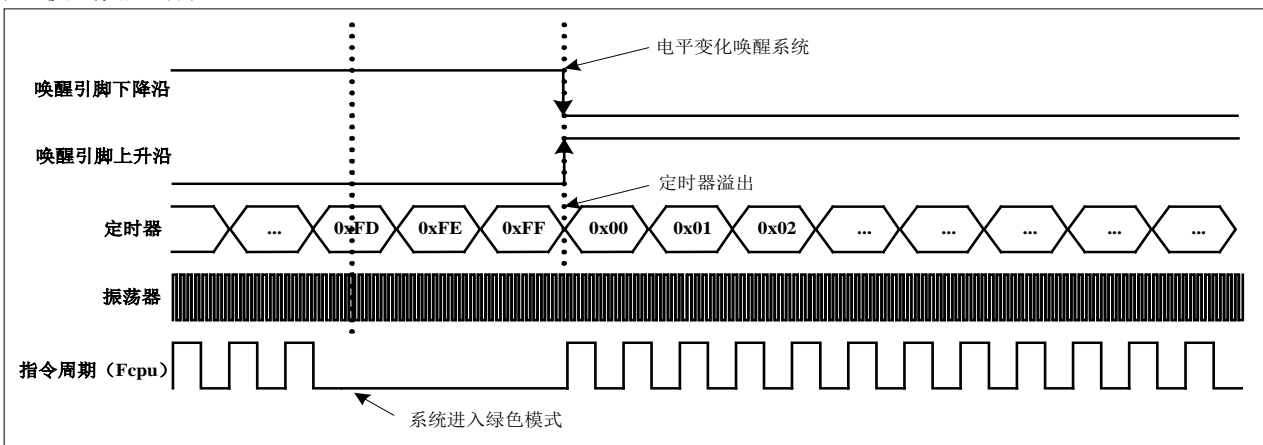 电平变化唤醒系统
唤醒引脚下降沿
唤醒引脚上升沿
定时器溢出
定时器 ... 0xFD 0xFE 0xFF 0x00 0x01 0x02 ... ... ... ... ...
振荡器
指令周期（Fcpu）
系统进入绿色模式